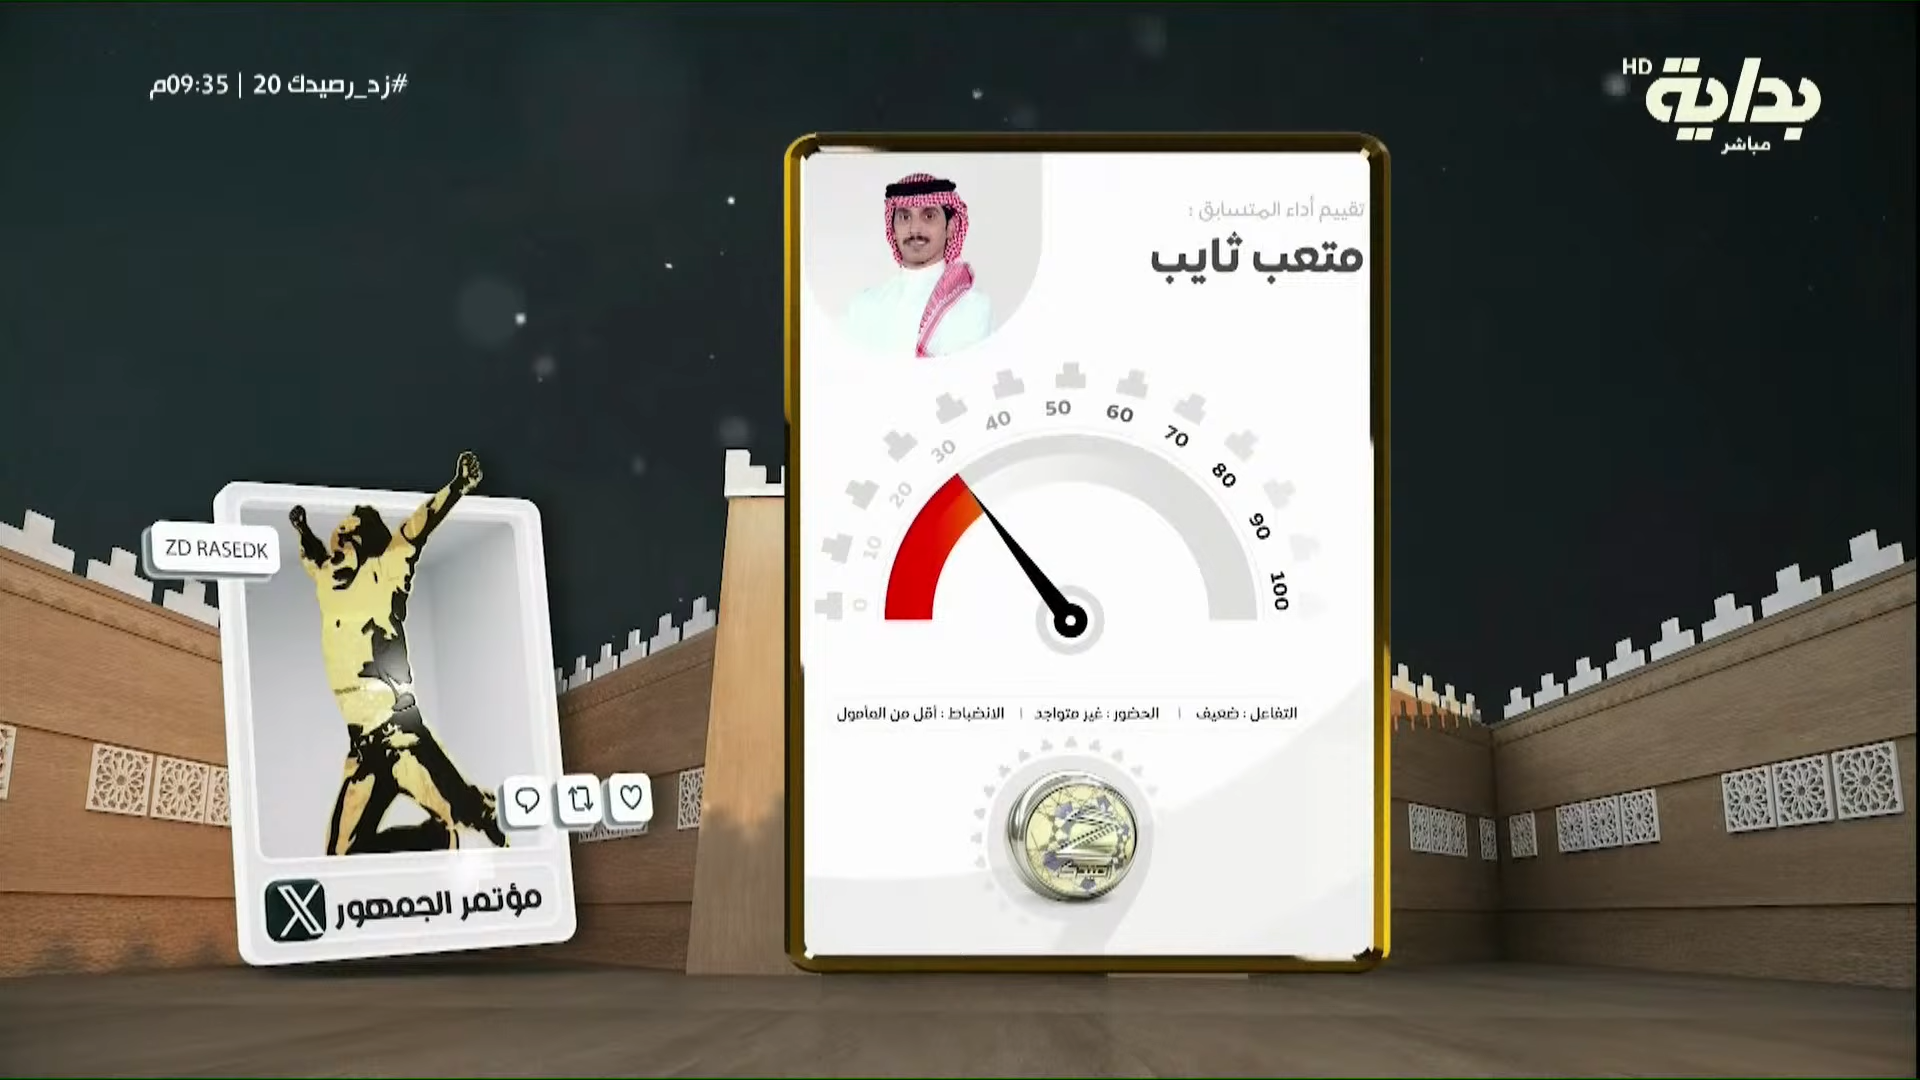 #زد_رصيدك 20 | 09:35م
بداية HD
مباشر
تقييم أداء المتسابق :
متعب ثايب
0
10
20
30
40
50
60
70
80
90
100
التفاعل : ضعيف | الحضور : غير متواجد | الانضباط : أقل من المأمول
ZD RASEDK
مؤتمر الجمهور X